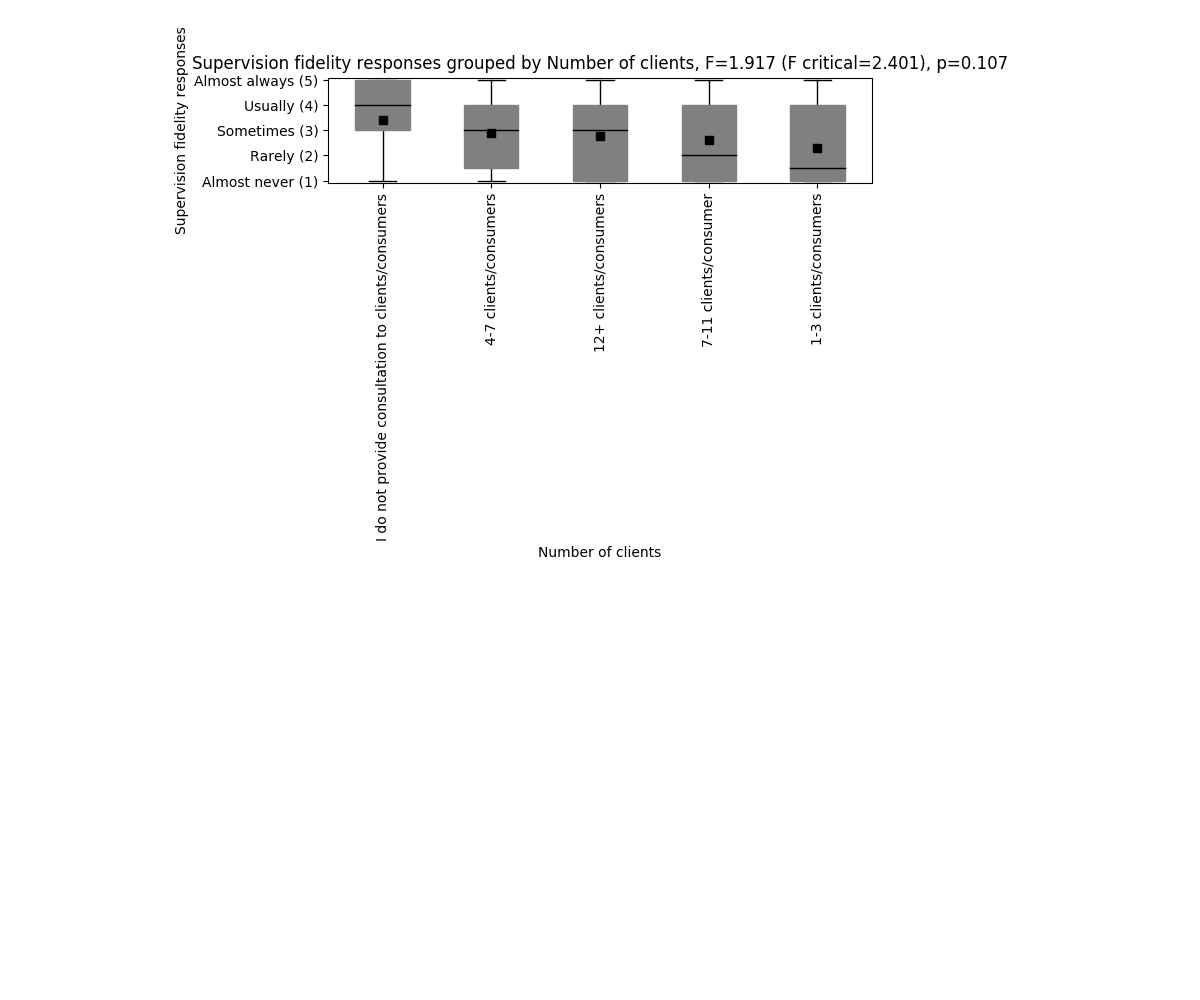 Supervision fidelity responses grouped by Number of clients, F=1.917 (F critical=2.401), p=0.107
Supervision fidelity responses
Almost always (5)
Usually (4)
Sometimes (3)
Rarely (2)
Almost never (1)
I do not provide consultation to clients/consumers
4-7 clients/consumers
12+ clients/consumers
7-11 clients/consumer
1-3 clients/consumers
Number of clients